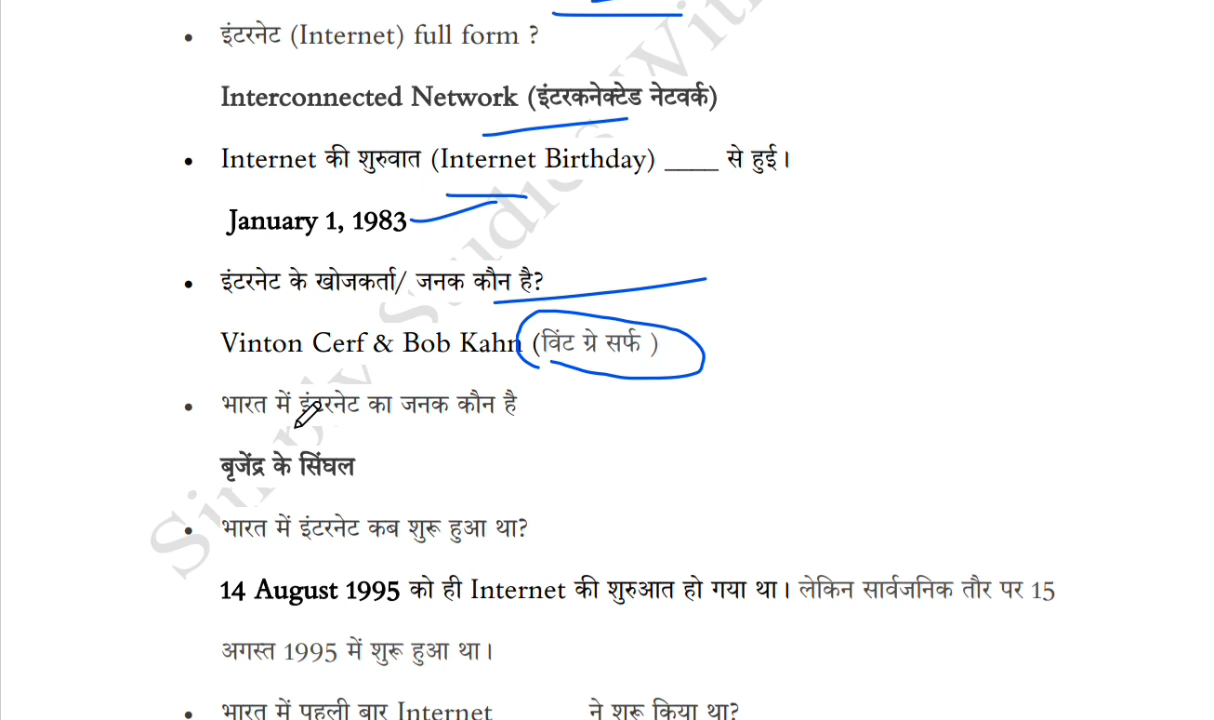 • इंटरनेट (Internet) full form ?
Interconnected Network (इंटरकनेक्टेड नेटवर्क)
• Internet की शुरुवात (Internet Birthday) ____ से हुई।
January 1, 1983
• इंटरनेट के खोजकर्ता/ जनक कौन है?
Vinton Cerf & Bob Kahn (विंट ग्रे सर्फ )
• भारत में इंटरनेट का जनक कौन है
बृजेंद्र के सिंघल
• भारत में इंटरनेट कब शुरू हुआ था?
14 August 1995 को ही Internet की शुरुआत हो गया था। लेकिन सार्वजनिक तौर पर 15
अगस्त 1995 में शुरू हुआ था।
• भारत में पहली बार Internet ने शुरू किया था?